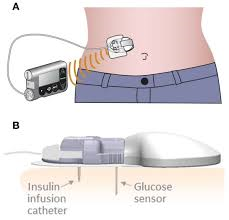 A
B
Insulin
infusion
catheter
Glucose
sensor